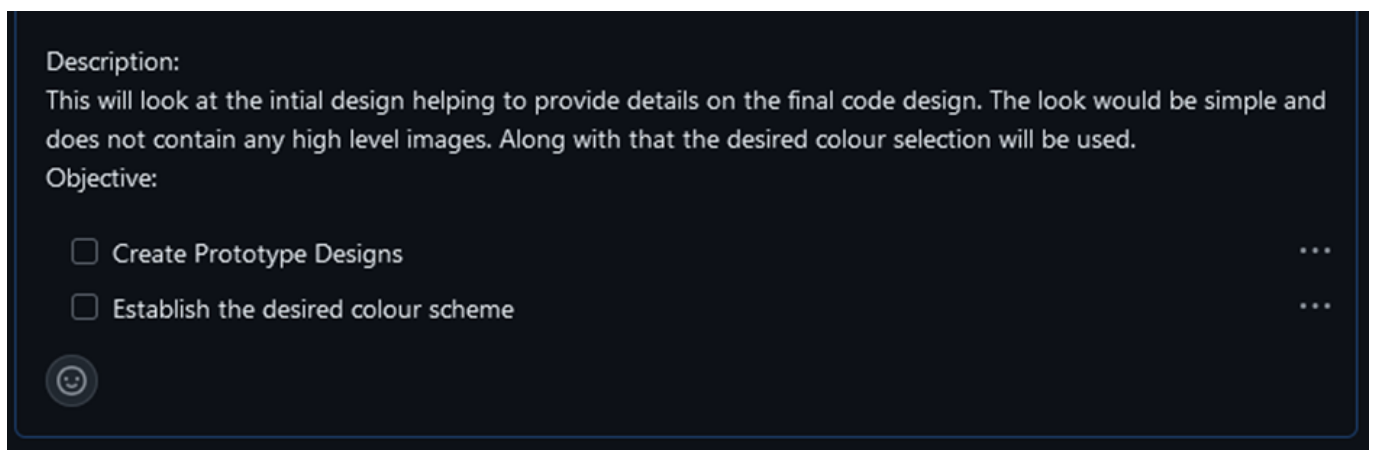 Description:
This will look at the intial design helping to provide details on the final code design. The look would be simple and
does not contain any high level images. Along with that the desired colour selection will be used.
Objective:
Create Prototype Designs
Establish the desired colour scheme